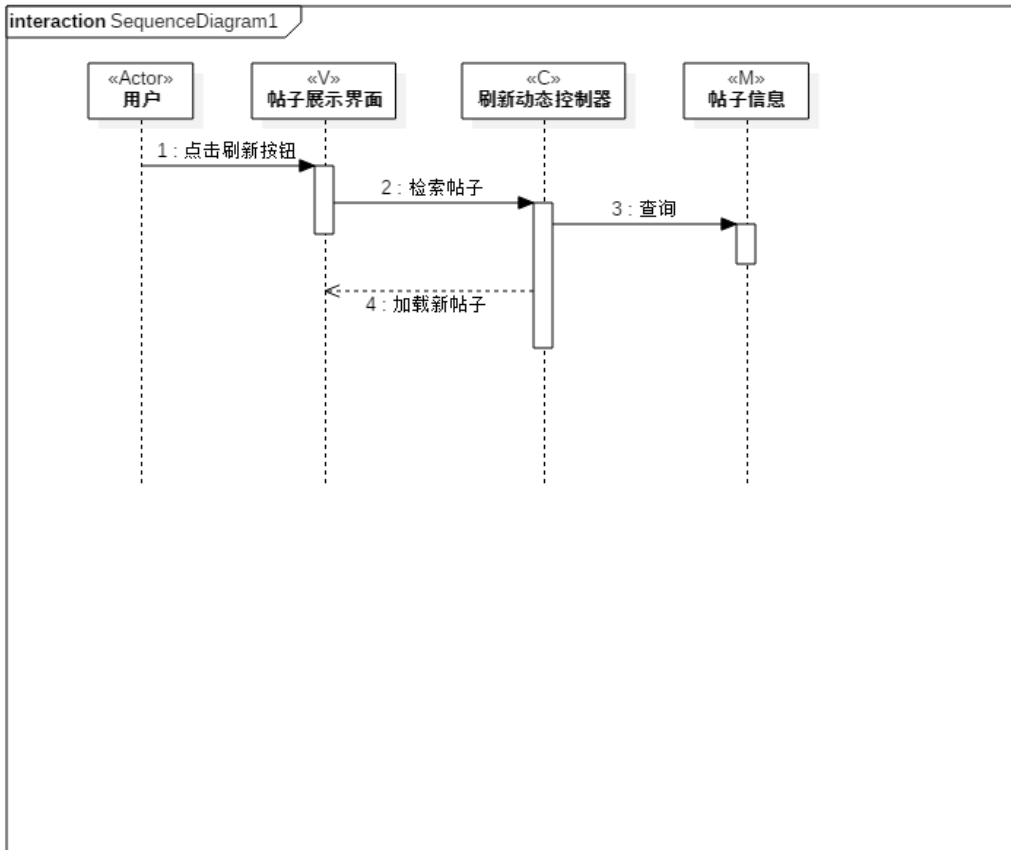 interaction SequenceDiagram1
«Actor»
用户
«V»
帖子展示界面
«C»
刷新动态控制器
«M»
帖子信息
1 : 点击刷新按钮
2 : 检索帖子
3 : 查询
4 : 加载新帖子